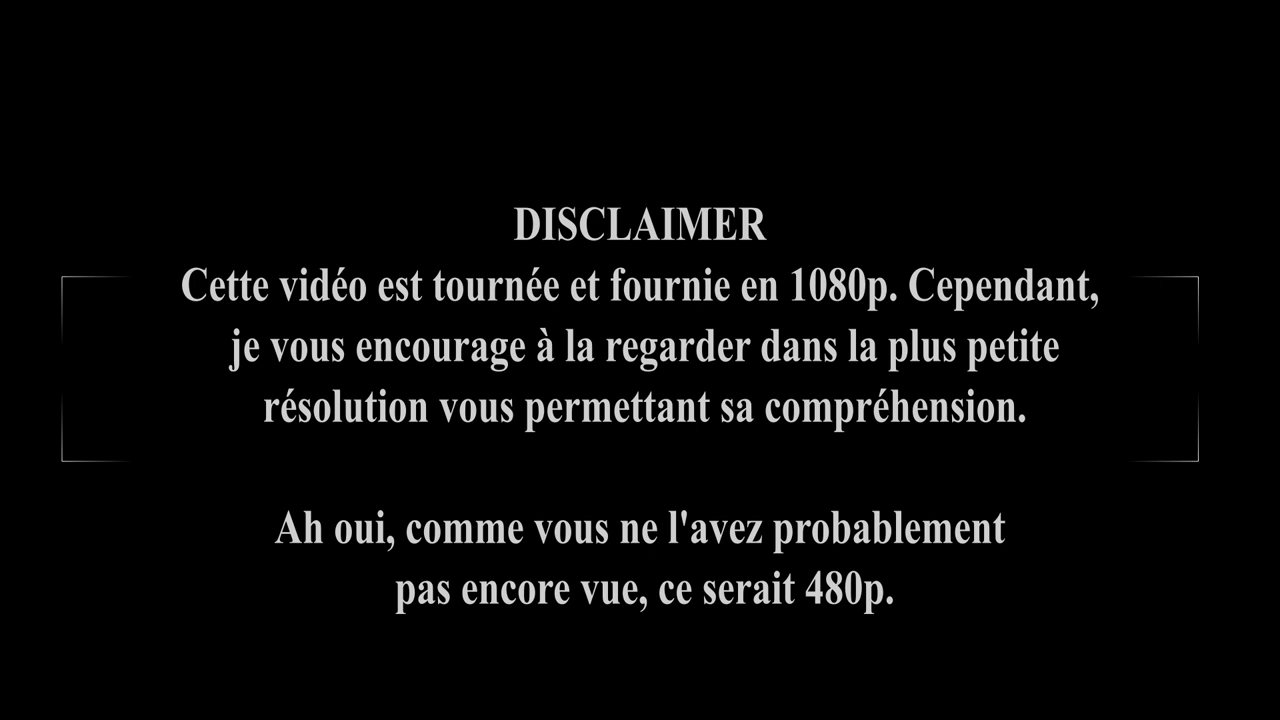 DISCLAIMER
Cette vidéo est tournée et fournie en 1080p. Cependant,
je vous encourage à la regarder dans la plus petite
résolution vous permettant sa compréhension.
Ah oui, comme vous ne l'avez probablement
pas encore vue, ce serait 480p.